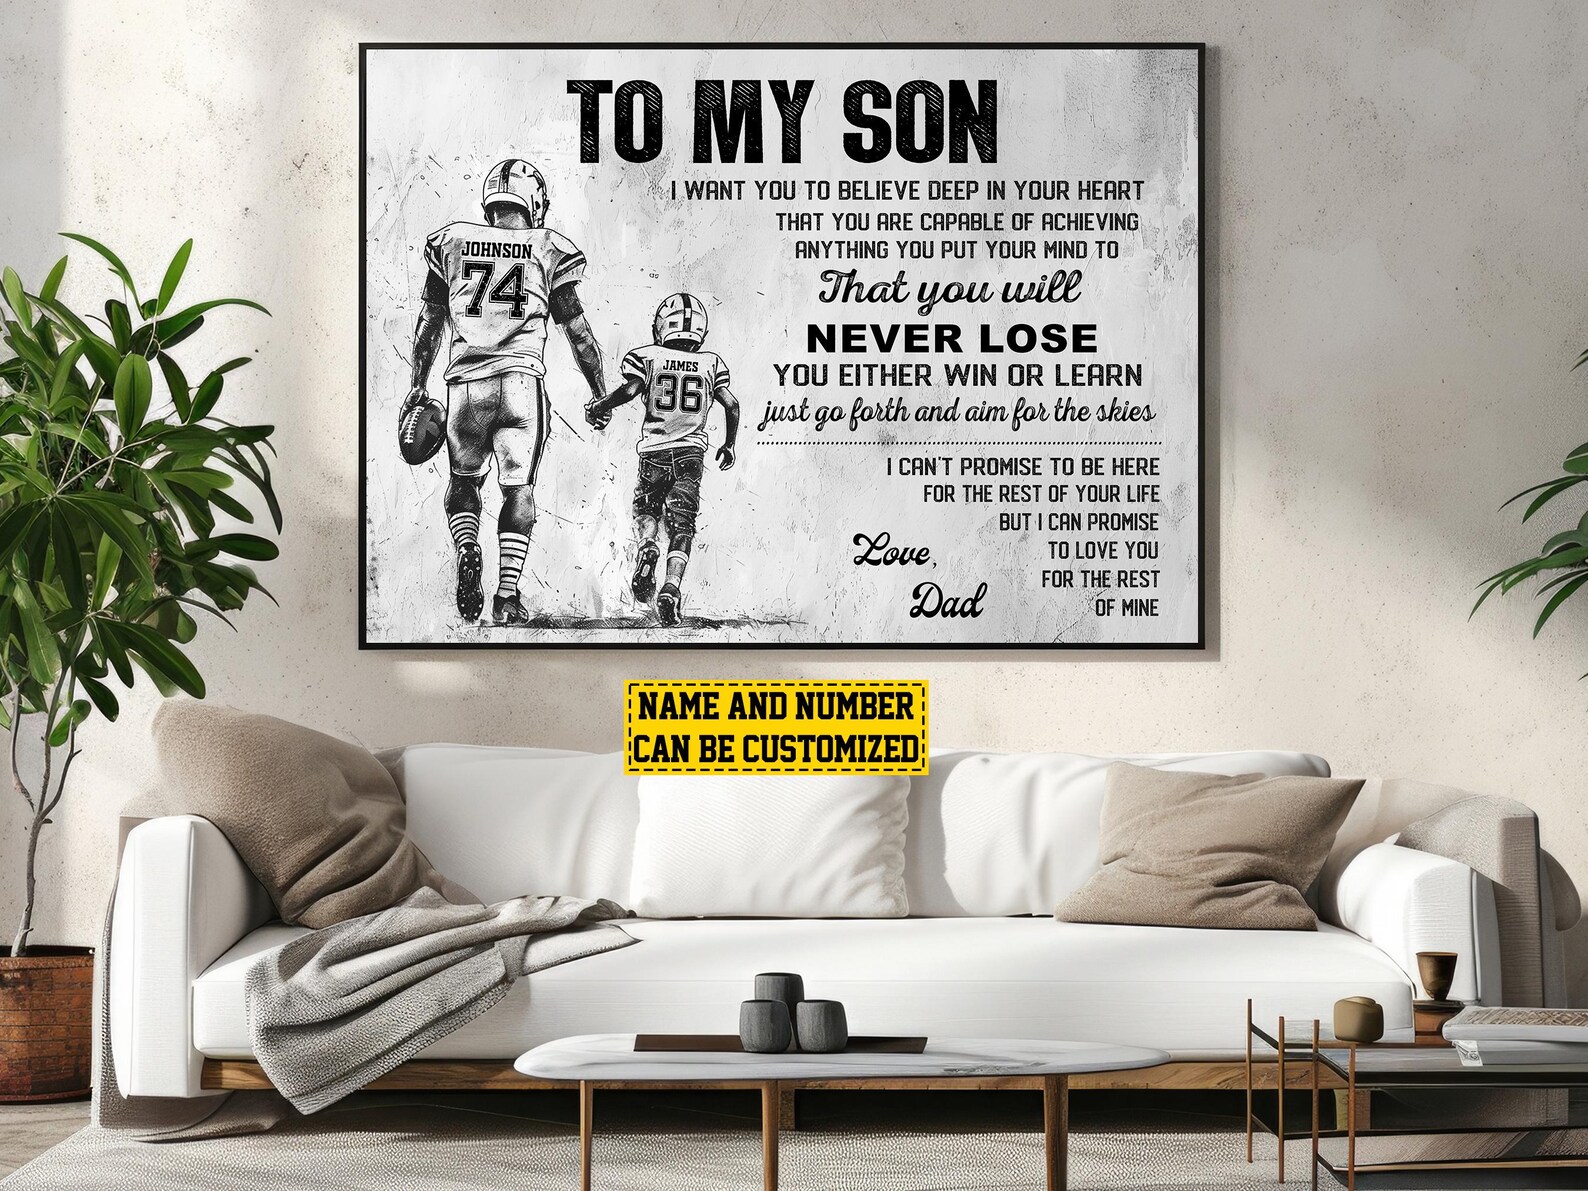 TO MY SON
I WANT YOU TO BELIEVE DEEP IN YOUR HEART
THAT YOU ARE CAPABLE OF ACHIEVING
ANYTHING YOU PUT YOUR MIND TO
That you will
NEVER LOSE
YOU EITHER WIN OR LEARN
just go forth and aim for the skies
I CAN'T PROMISE TO BE HERE
FOR THE REST OF YOUR LIFE
BUT I CAN PROMISE
TO LOVE YOU
FOR THE REST
OF MINE
Love,
Dad
JOHNSON
74
JAMES
36
NAME AND NUMBER
CAN BE CUSTOMIZED